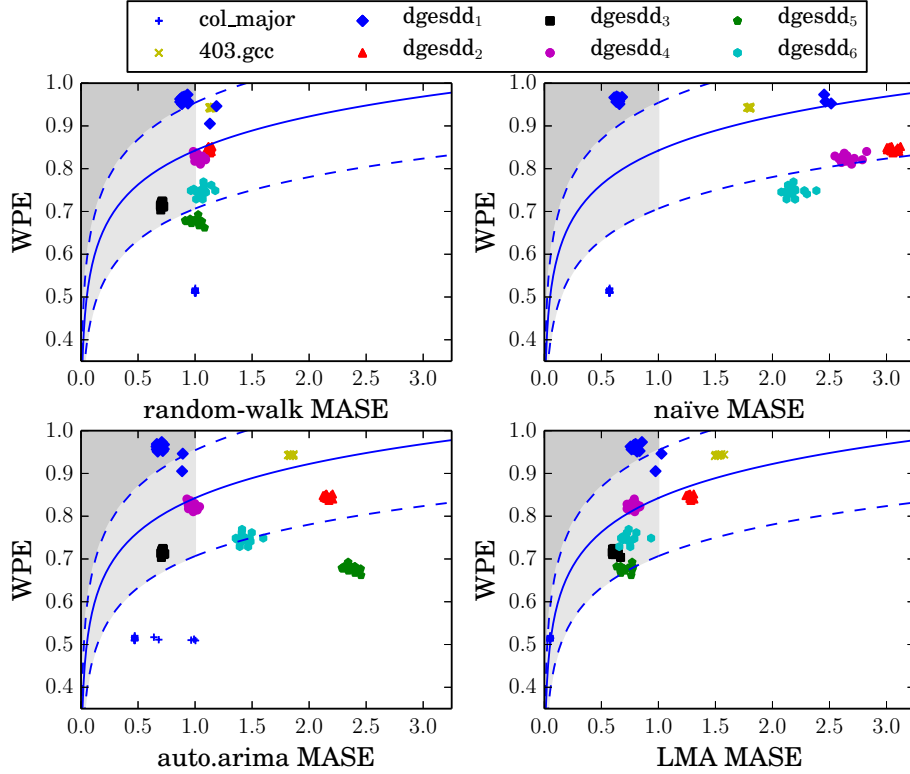 col_major dgesdd₁ dgesdd₃ dgesdd₅
403.gcc dgesdd₂ dgesdd₄ dgesdd₆
1.0
0.9
0.8
0.7
0.6
0.5
0.4
WPE
0.0 0.5 1.0 1.5 2.0 2.5 3.0
random-walk MASE
1.0
0.9
0.8
0.7
0.6
0.5
0.4
WPE
0.0 0.5 1.0 1.5 2.0 2.5 3.0
naïve MASE
1.0
0.9
0.8
0.7
0.6
0.5
0.4
WPE
0.0 0.5 1.0 1.5 2.0 2.5 3.0
auto.arima MASE
1.0
0.9
0.8
0.7
0.6
0.5
0.4
WPE
0.0 0.5 1.0 1.5 2.0 2.5 3.0
LMA MASE